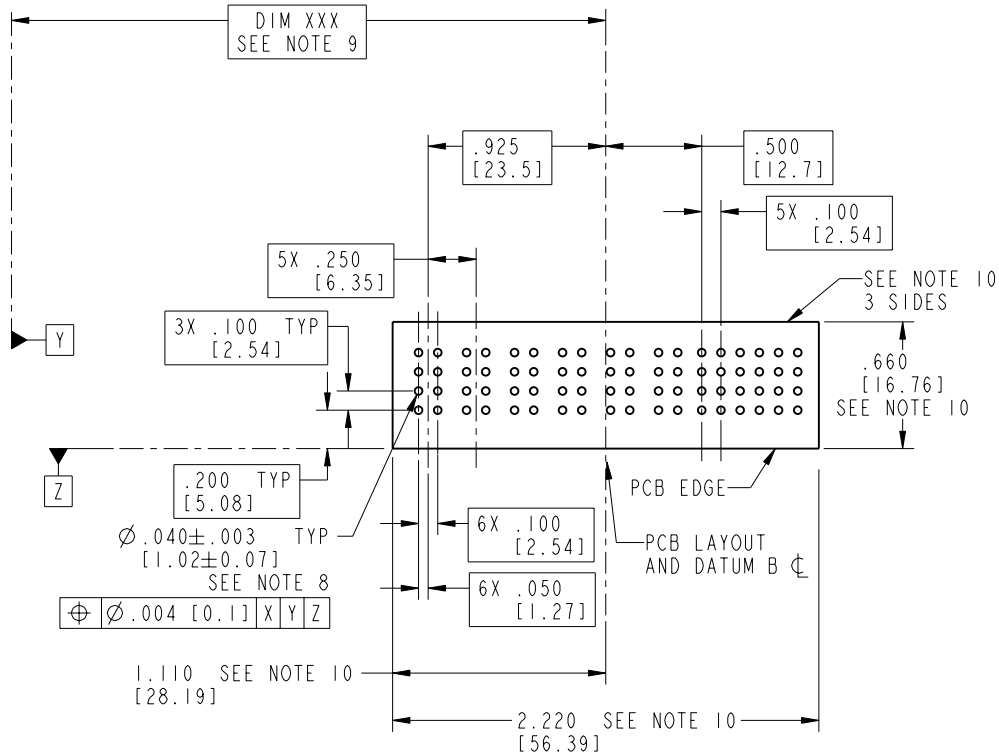 DIM XXX
SEE NOTE 9
.925
[23.5]
.500
[12.7]
5X .100
[2.54]
5X .250
[6.35]
SEE NOTE 10
3 SIDES
3X .100 TYP
[2.54]
Y
.660
[16.76]
SEE NOTE 10
Z
.200 TYP
[5.08]
PCB EDGE
6X .100
[2.54]
Ø.040±.003 TYP
[1.02±0.07]
SEE NOTE 8
PCB LAYOUT
AND DATUM B ℄
6X .050
[1.27]
⌖ Ø.004 [0.1] X Y Z
1.110 SEE NOTE 10
[28.19]
2.220 SEE NOTE 10
[56.39]